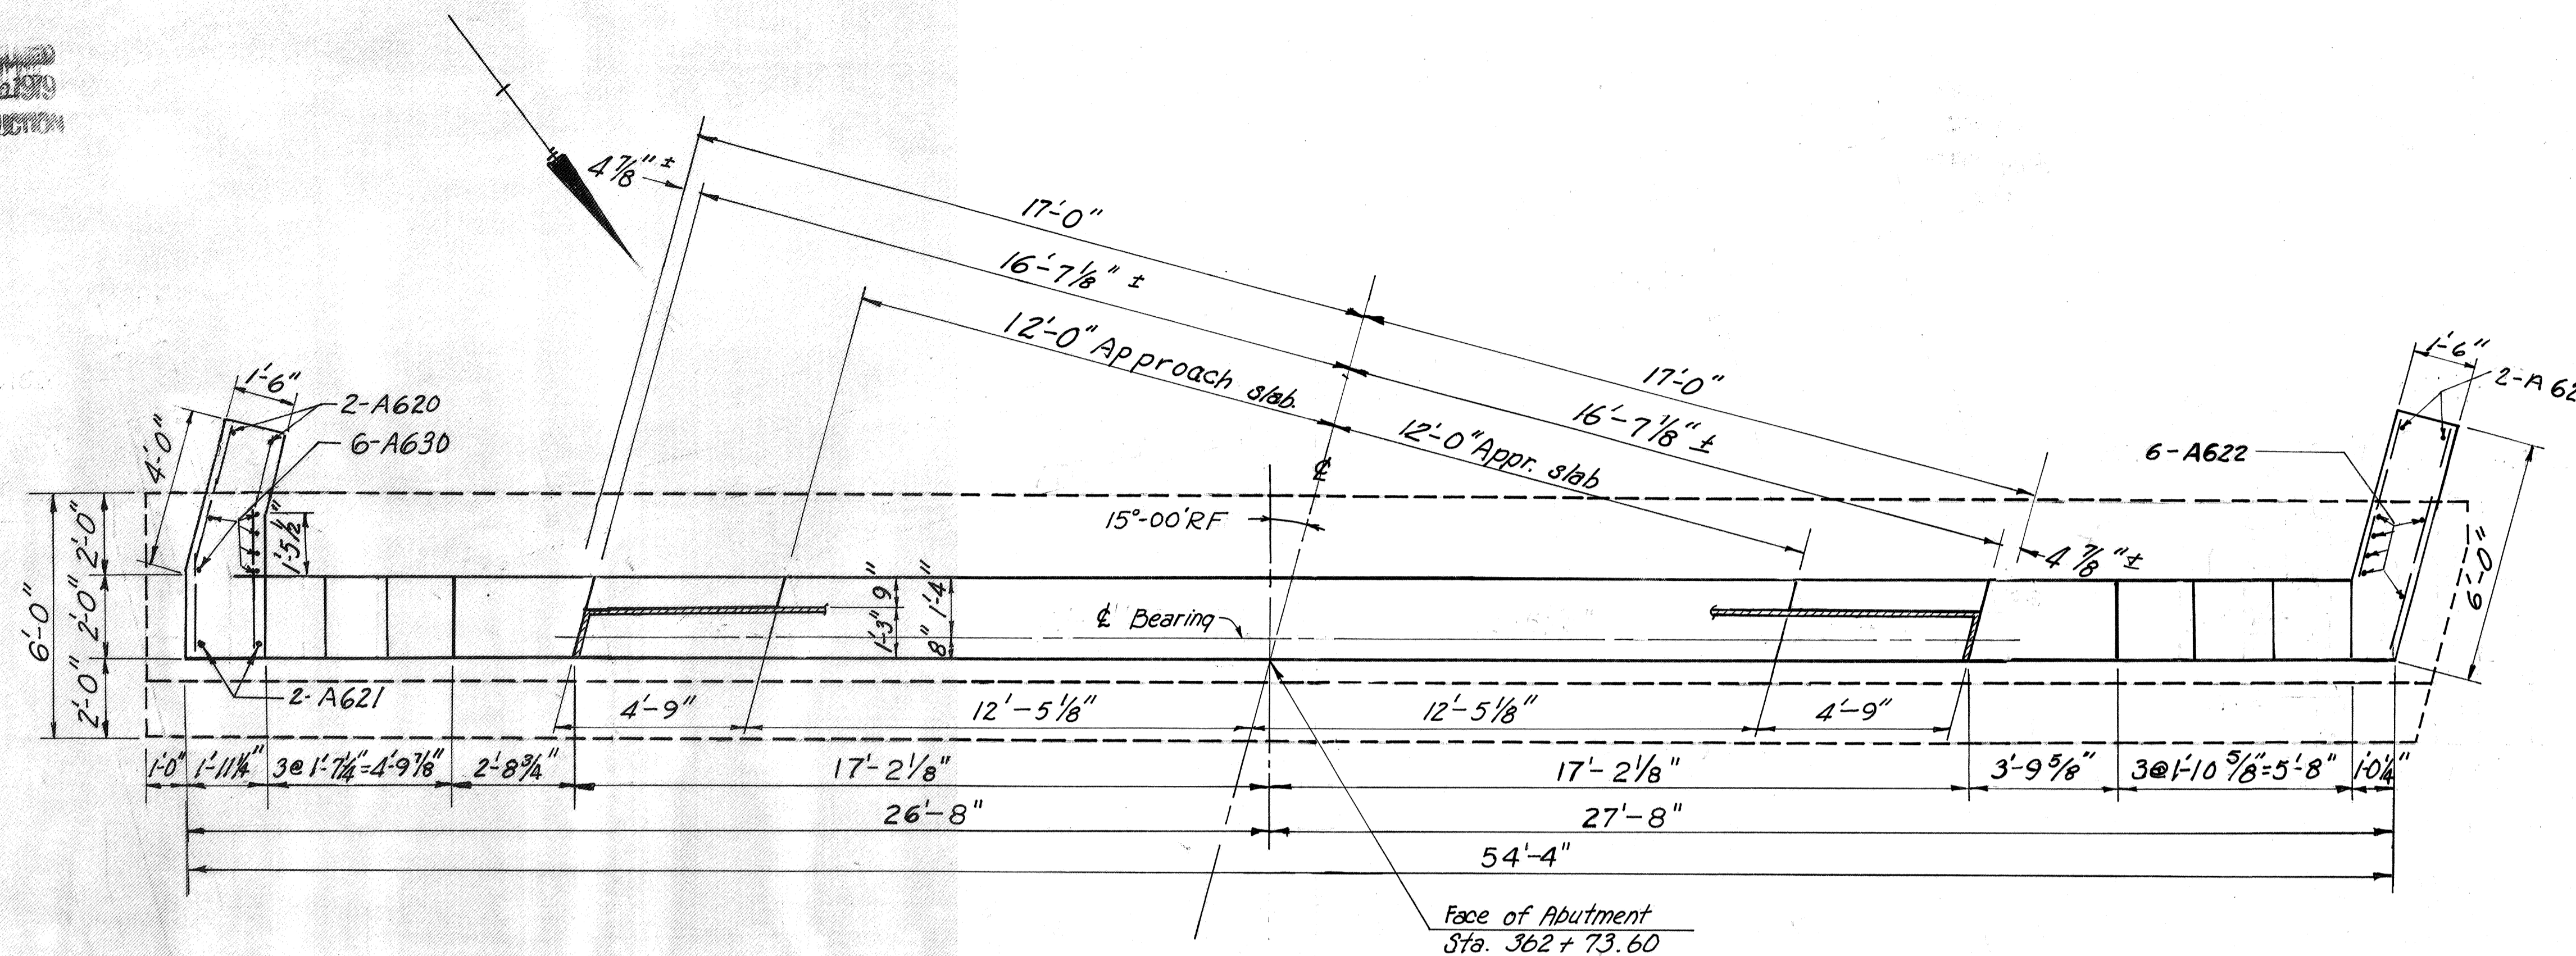 1979
4 7/8" ±
17'-0"
16'-7 1/8" ±
12'-0" Approach slab.
17'-0"
16'-7 1/8" ±
12'-0" Appr. slab
4 7/8" ±
℄
15°-00' RF
1'-6"
4'-0"
2-A620
6-A630
1'-5 1/2"
6'-0"
2'-0"
2'-0"
2'-0"
2-A621
9"
1'-3"
1'-4"
8"
℄ Bearing
1'-6"
2-A62
6-A622
6'-0"
4'-9"
12'-5 1/8"
12'-5 1/8"
4'-9"
1'-0"
1'-11 1/4"
3@1'-7 1/4"=4'-9 7/8"
2'-8 3/4"
17'-2 1/8"
17'-2 1/8"
3'-9 5/8"
3@1'-10 5/8"=5'-8"
1'-0 1/4"
26'-8"
27'-8"
54'-4"
Face of Abutment
Sta. 362 + 73.60